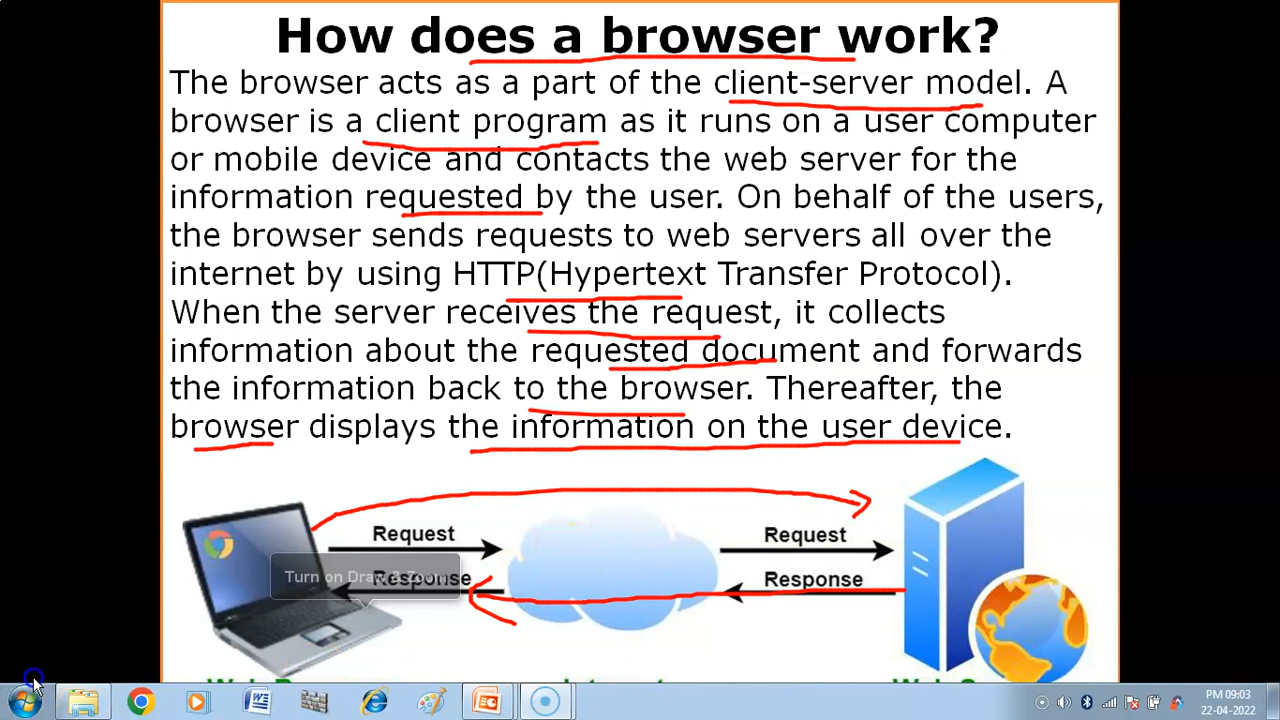 How does a browser work?
The browser acts as a part of the client-server model. A
browser is a client program as it runs on a user computer
or mobile device and contacts the web server for the
information requested by the user. On behalf of the users,
the browser sends requests to web servers all over the
internet by using HTTP(Hypertext Transfer Protocol).
When the server receives the request, it collects
information about the requested document and forwards
the information back to the browser. Thereafter, the
browser displays the information on the user device.
Request
Request
Turn on Draw & Zoom
Response
Response
PM 09:03
22-04-2022